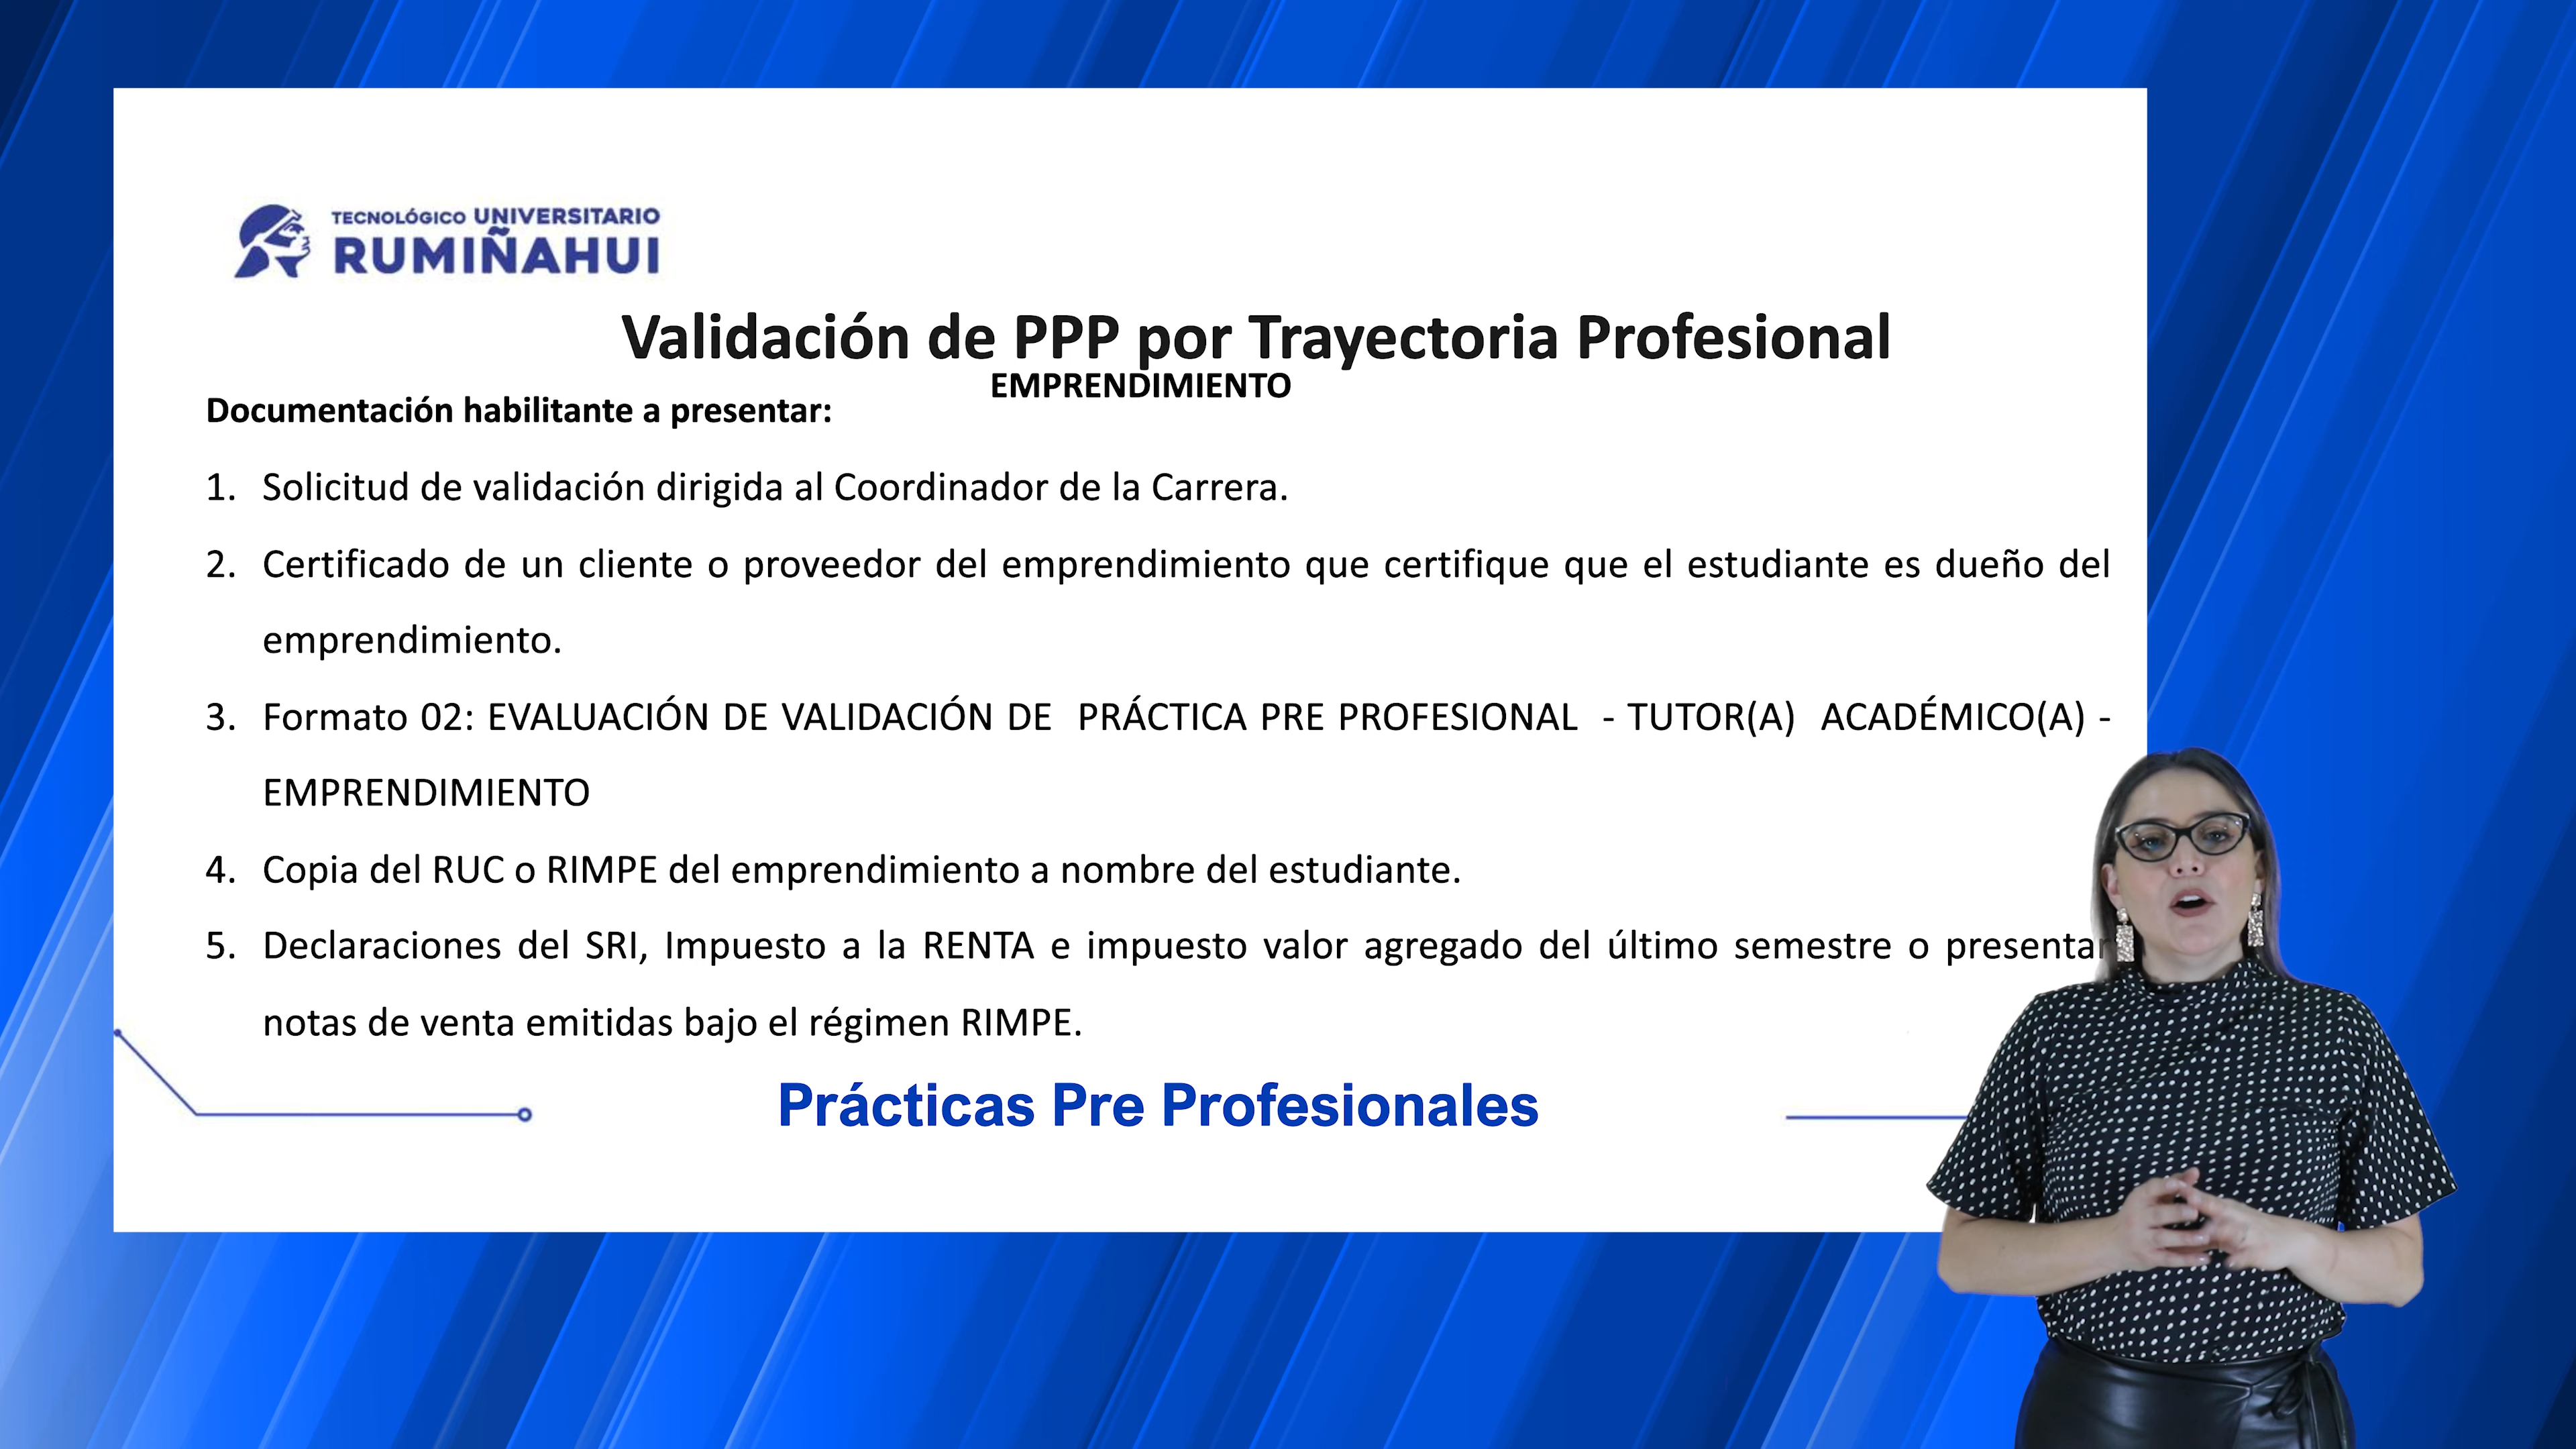 TECNOLÓGICO UNIVERSITARIO
RUMIÑAHUI
Validación de PPP por Trayectoria Profesional
EMPRENDIMIENTO
Documentación habilitante a presentar:
1. Solicitud de validación dirigida al Coordinador de la Carrera.
2. Certificado de un cliente o proveedor del emprendimiento que certifique que el estudiante es dueño del
emprendimiento.
3. Formato 02: EVALUACIÓN DE VALIDACIÓN DE PRÁCTICA PRE PROFESIONAL - TUTOR(A) ACADÉMICO(A) -
EMPRENDIMIENTO
4. Copia del RUC o RIMPE del emprendimiento a nombre del estudiante.
5. Declaraciones del SRI, Impuesto a la RENTA e impuesto valor agregado del último semestre o presentar
notas de venta emitidas bajo el régimen RIMPE.
Prácticas Pre Profesionales